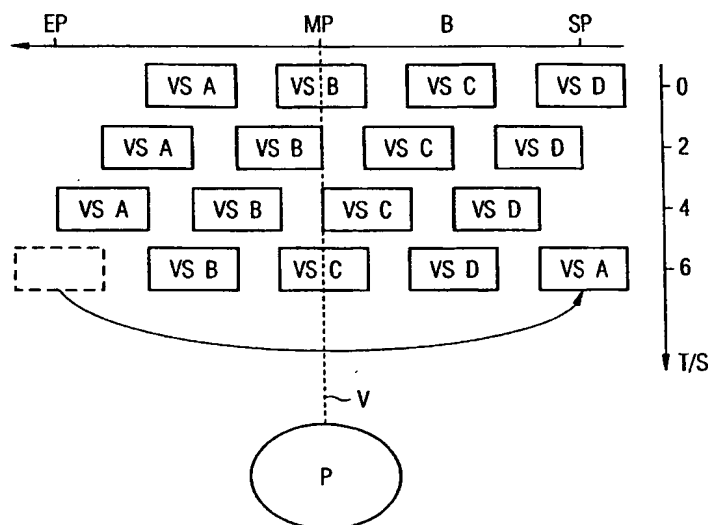 EP MP B SP
VS A VS B VS C VS D 0
VS A VS B VS C VS D 2
VS A VS B VS C VS D 4
VS B VS C VS D VS A 6
T/S
V
P